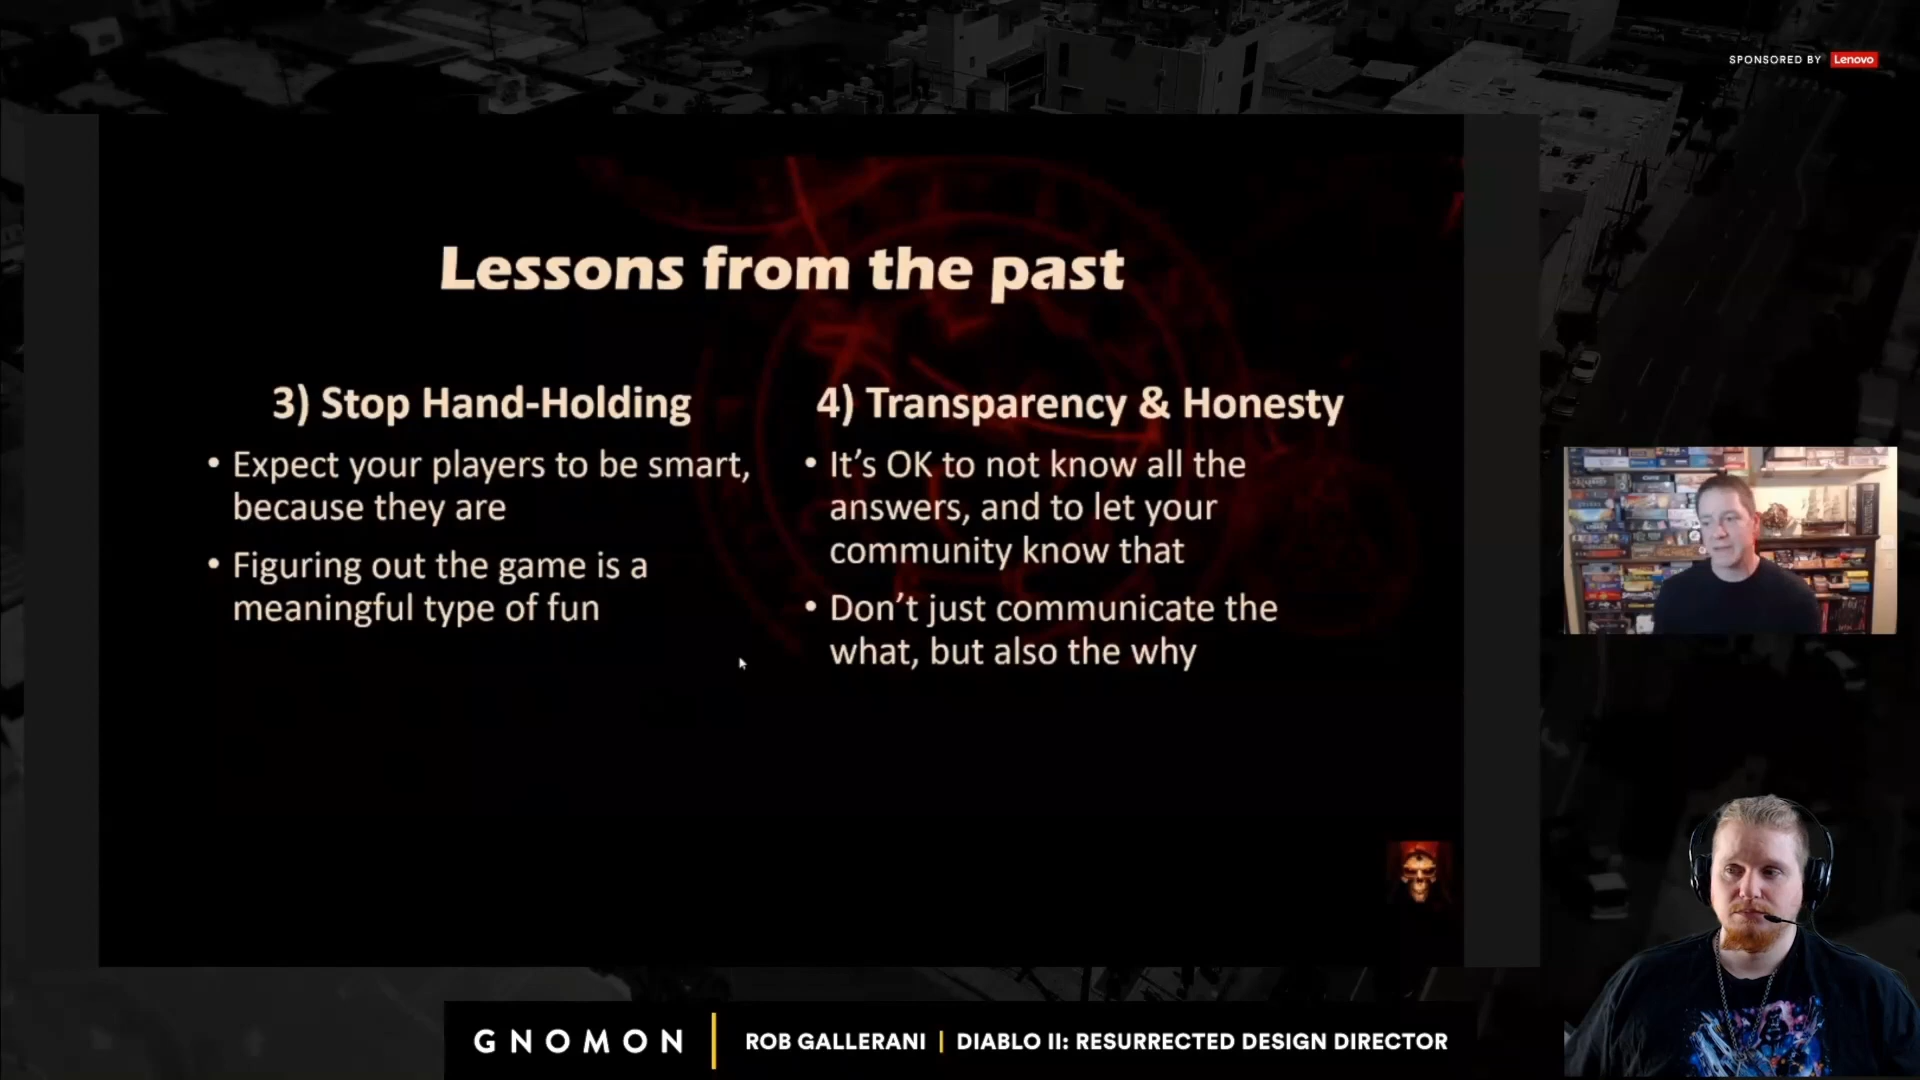 SPONSORED BY Lenovo
Lessons from the past
3) Stop Hand-Holding
• Expect your players to be smart,
because they are
• Figuring out the game is a
meaningful type of fun
4) Transparency & Honesty
• It’s OK to not know all the
answers, and to let your
community know that
• Don’t just communicate the
what, but also the why
GNOMON | ROB GALLERANI | DIABLO II: RESURRECTED DESIGN DIRECTOR